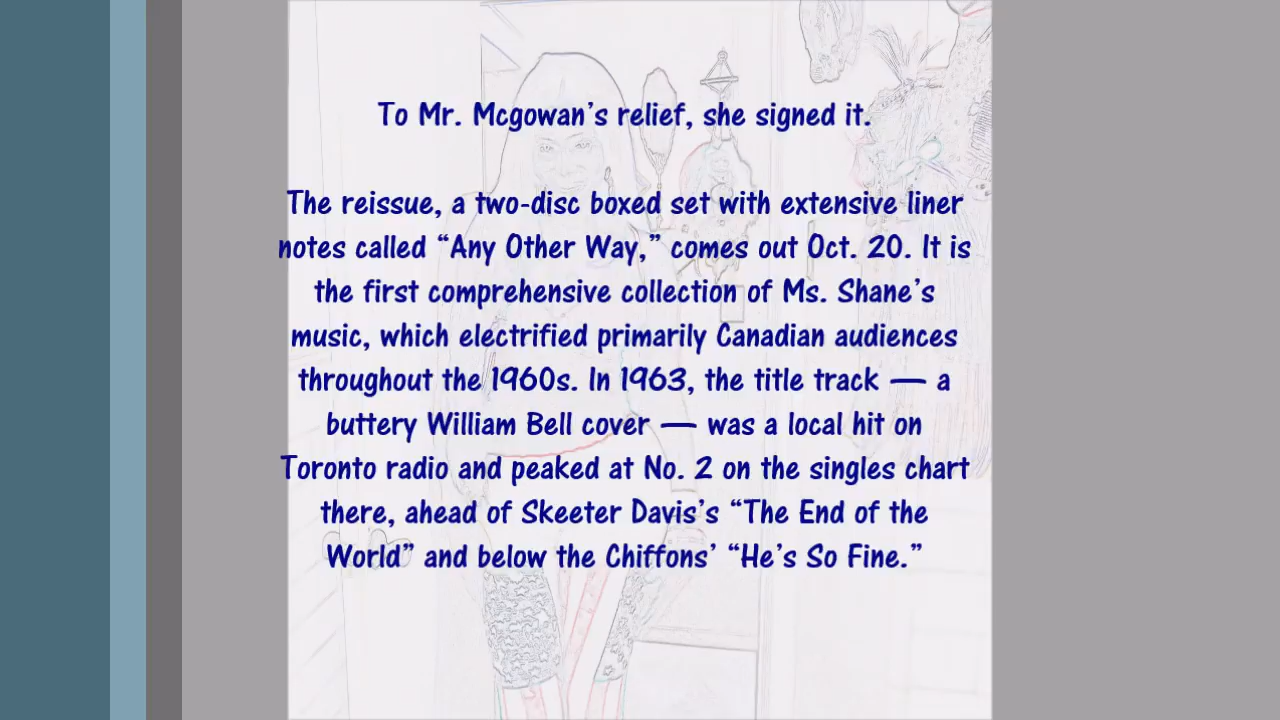 To Mr. Mcgowan’s relief, she signed it.
The reissue, a two-disc boxed set with extensive liner
notes called “Any Other Way,” comes out Oct. 20. It is
the first comprehensive collection of Ms. Shane’s
music, which electrified primarily Canadian audiences
throughout the 1960s. In 1963, the title track — a
buttery William Bell cover — was a local hit on
Toronto radio and peaked at No. 2 on the singles chart
there, ahead of Skeeter Davis’s “The End of the
World” and below the Chiffons’ “He’s So Fine.”